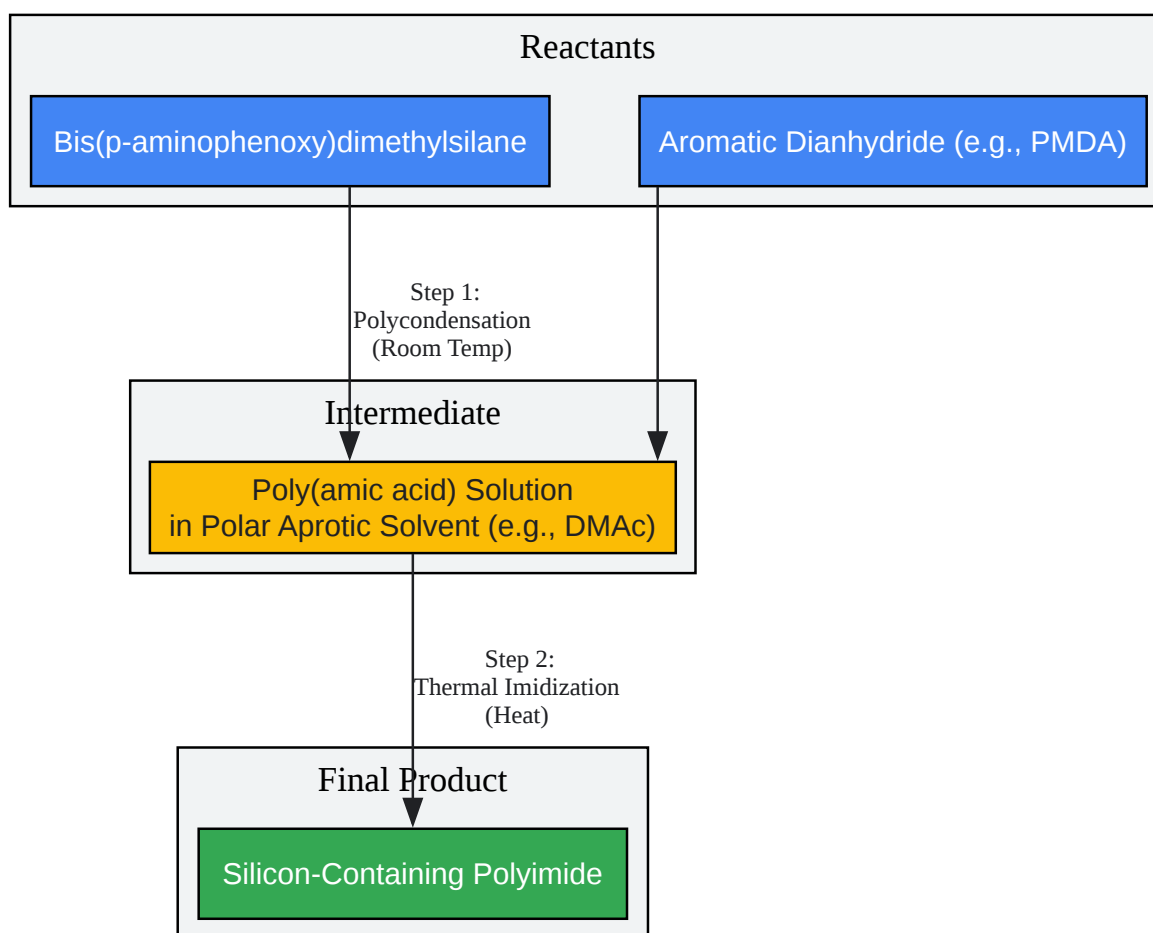 Reactants
Bis(p-aminophenoxy)dimethylsilane
Aromatic Dianhydride (e.g., PMDA)
Step 1:
Polycondensation
(Room Temp)
Intermediate
Poly(amic acid) Solution
in Polar Aprotic Solvent (e.g., DMAc)
Step 2:
Thermal Imidization
(Heat)
Final Product
Silicon-Containing Polyimide